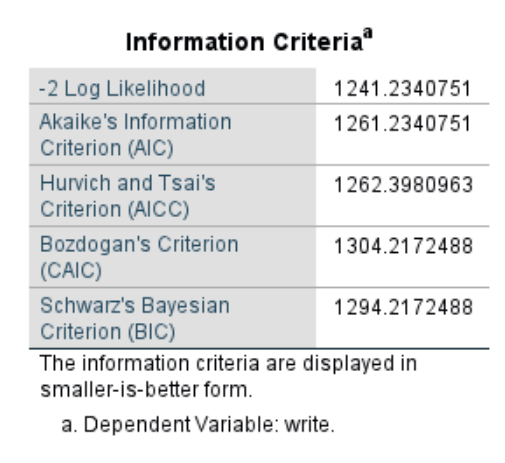 Information Criteriaa
-2 Log Likelihood 1241.2340751
Akaike's Information 1261.2340751
Criterion (AIC)
Hurvich and Tsai's 1262.3980963
Criterion (AICC)
Bozdogan's Criterion 1304.2172488
(CAIC)
Schwarz's Bayesian 1294.2172488
Criterion (BIC)
The information criteria are displayed in
smaller-is-better form.
a. Dependent Variable: write.